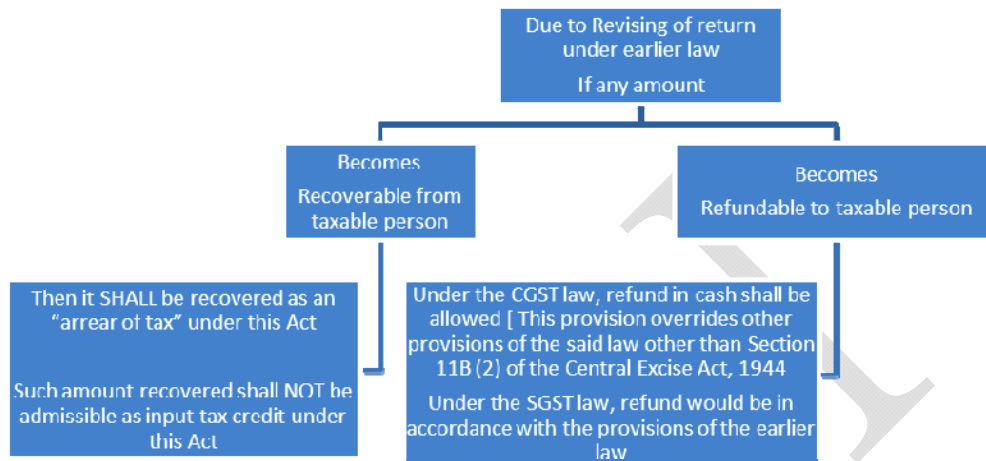 Due to Revising of return
under earlier law
If any amount
Becomes
Recoverable from
taxable person
Becomes
Refundable to taxable person
Then it SHALL be recovered as an
“arrear of tax” under this Act
Such amount recovered shall NOT be
admissible as input tax credit under
this Act
Under the CGST law, refund in cash shall be
allowed [ This provision overrides other
provisions of the said law other than Section
11B (2) of the Central Excise Act, 1944
Under the SGST law, refund would be in
accordance with the provisions of the earlier
law